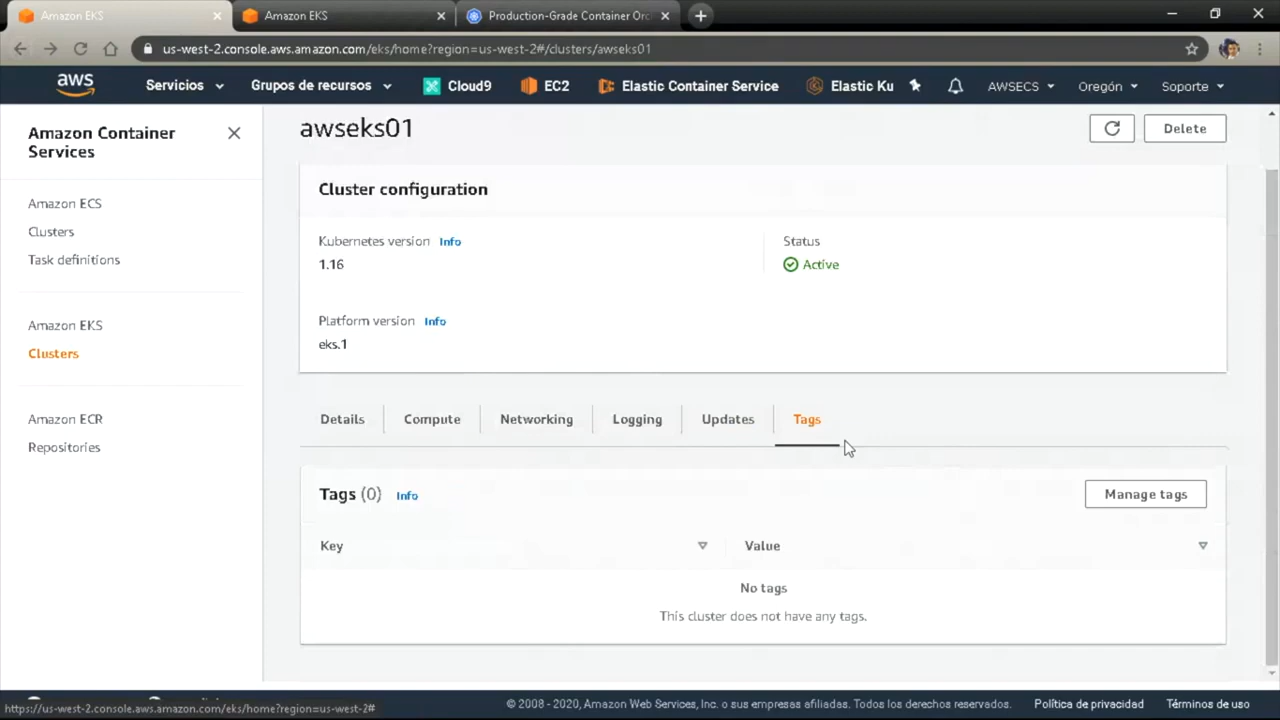 Amazon EKS
Amazon EKS
Production-Grade Container Orc
us-west-2.console.aws.amazon.com/eks/home?region=us-west-2#/clusters/awseks01
aws
Servicios
Grupos de recursos
Cloud9
EC2
Elastic Container Service
Elastic Ku
AWSECS
Oregón
Soporte
Amazon Container
Services
Amazon ECS
Clusters
Task definitions
Amazon EKS
Clusters
Amazon ECR
Repositories
awseks01
Delete
Cluster configuration
Kubernetes version Info
1.16
Status
Active
Platform version Info
eks.1
Details
Compute
Networking
Logging
Updates
Tags
Tags (0) Info
Manage tags
Key
Value
No tags
This cluster does not have any tags.
https://us-west-2.console.aws.amazon.com/eks/home?region=us-west-2#
© 2008 - 2020, Amazon Web Services, Inc. o sus empresas afiliadas. Todos los derechos reservados.
Política de privacidad
Términos de uso